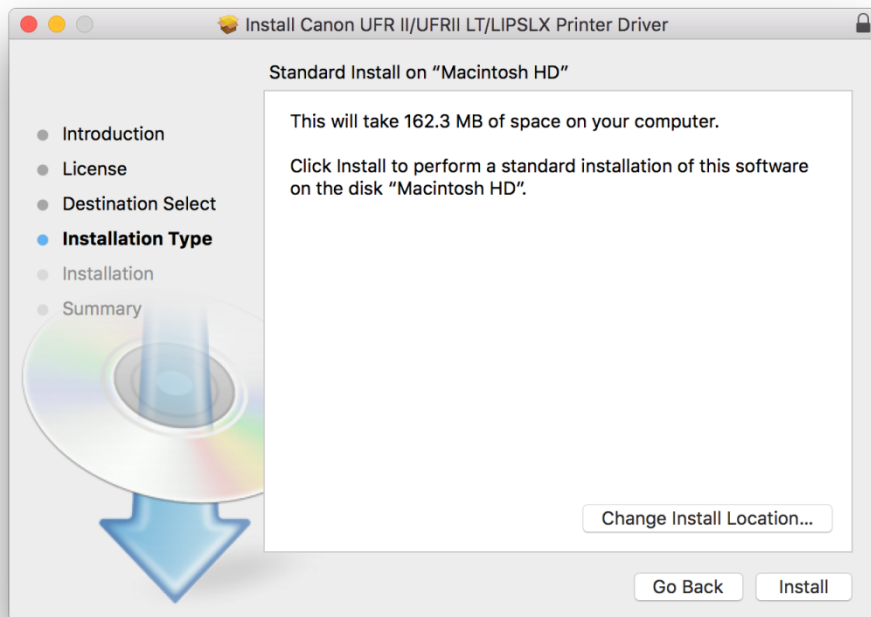 Install Canon UFR II/UFRII LT/LIPSLX Printer Driver
Standard Install on “Macintosh HD”
Introduction
License
Destination Select
Installation Type
Installation
Summary
This will take 162.3 MB of space on your computer.
Click Install to perform a standard installation of this software
on the disk “Macintosh HD”.
Change Install Location...
Go Back
Install